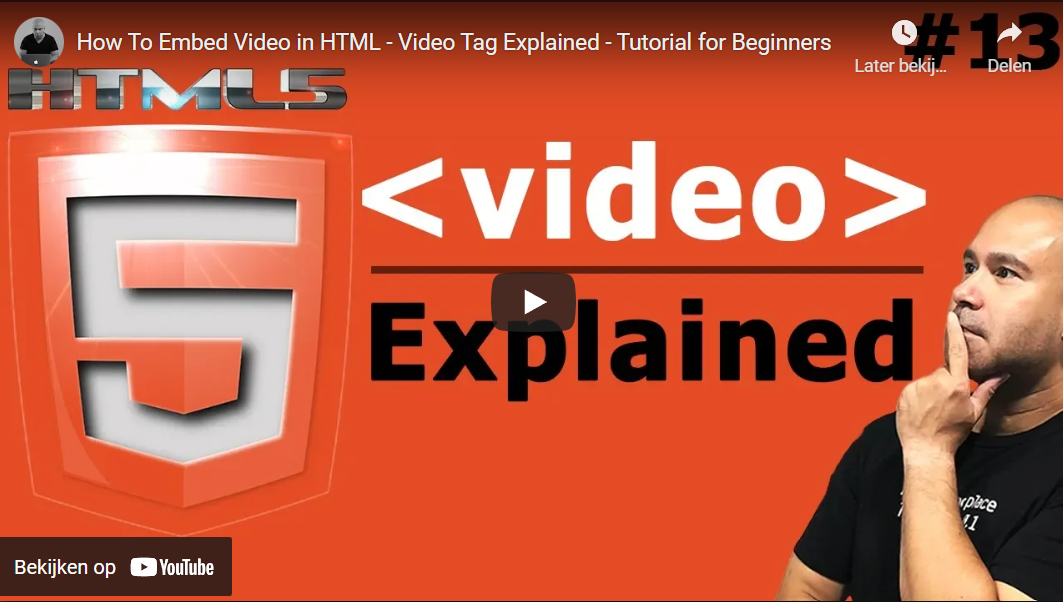 How To Embed Video in HTML - Video Tag Explained - Tutorial for Beginners
#13
Later bekij...
Delen
HTML5
<video>
Explained
Bekijken op YouTube